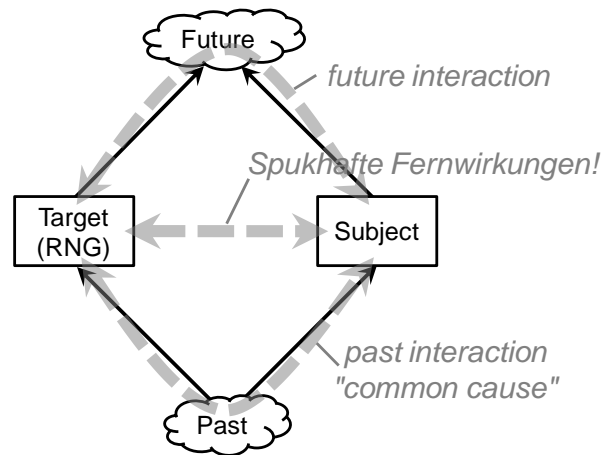 Future
future interaction
Spukhafte Fernwirkungen!
Target
(RNG)
Subject
past interaction
"common cause"
Past